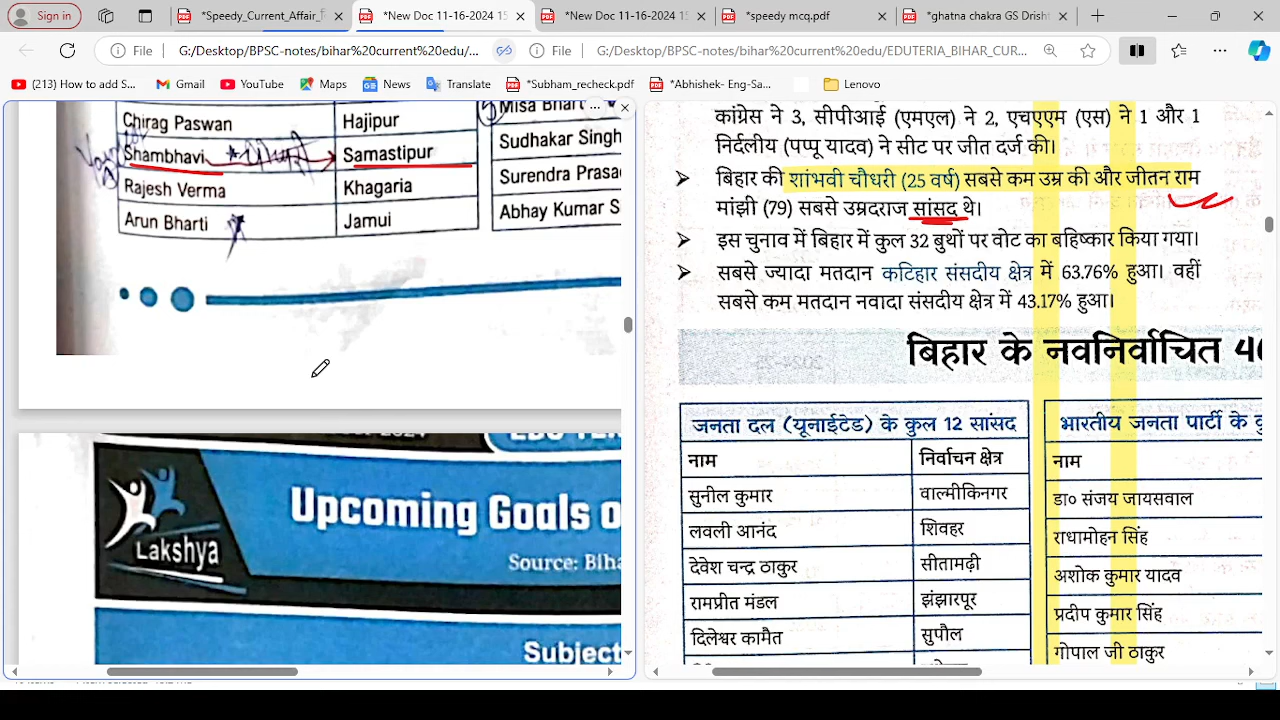 Sign in
*Speedy_Current_Affair_
*New Doc 11-16-2024 15
*New Doc 11-16-2024 15
*speedy mcq.pdf
*ghatna chakra GS Drisht
File
G:/Desktop/BPSC-notes/bihar%20current%20edu/...
File
G:/Desktop/BPSC-notes/bihar%20current%20edu/EDUTERIA_BIHAR_CUR...
(213) How to add S...
Gmail
YouTube
Maps
News
Translate
*Subham_recheck.pdf
*Abhishek- Eng-Sa...
Lenovo
Chirag Paswan
Hajipur
Shambhavi
Samastipur
Rajesh Verma
Khagaria
Arun Bharti
Jamui
Misa Bhart
Sudhakar Singh
Surendra Prasa
Abhay Kumar S
Lakshya
Upcoming Goals o
Source: Biha
Subject
कांग्रेस ने 3, सीपीआई (एमएल) ने 2, एचएएम (एस) ने 1 और 1
निर्दलीय (पप्पू यादव) ने सीट पर जीत दर्ज की।
बिहार की शांभवी चौधरी (25 वर्ष) सबसे कम उम्र की और जीतन राम
मांझी (79) सबसे उम्रदराज सांसद थे।
इस चुनाव में बिहार में कुल 32 बुथों पर वोट का बहिष्कार किया गया।
सबसे ज्यादा मतदान कटिहार संसदीय क्षेत्र में 63.76% हुआ। वहीं
सबसे कम मतदान नवादा संसदीय क्षेत्र में 43.17% हुआ।
बिहार के नवनिर्वाचित 40
जनता दल (यूनाईटेड) के कुल 12 सांसद
नाम
निर्वाचन क्षेत्र
सुनील कुमार
वाल्मीकिनगर
लवली आनंद
शिवहर
देवेश चन्द्र ठाकुर
सीतामढ़ी
रामप्रीत मंडल
झंझारपूर
दिलेश्वर कामैत
सुपौल
भारतीय जनता पार्टी के कु
नाम
डा० संजय जायसवाल
राधामोहन सिंह
अशोक कुमार यादव
प्रदीप कुमार सिंह
गोपाल जी ठाकुर